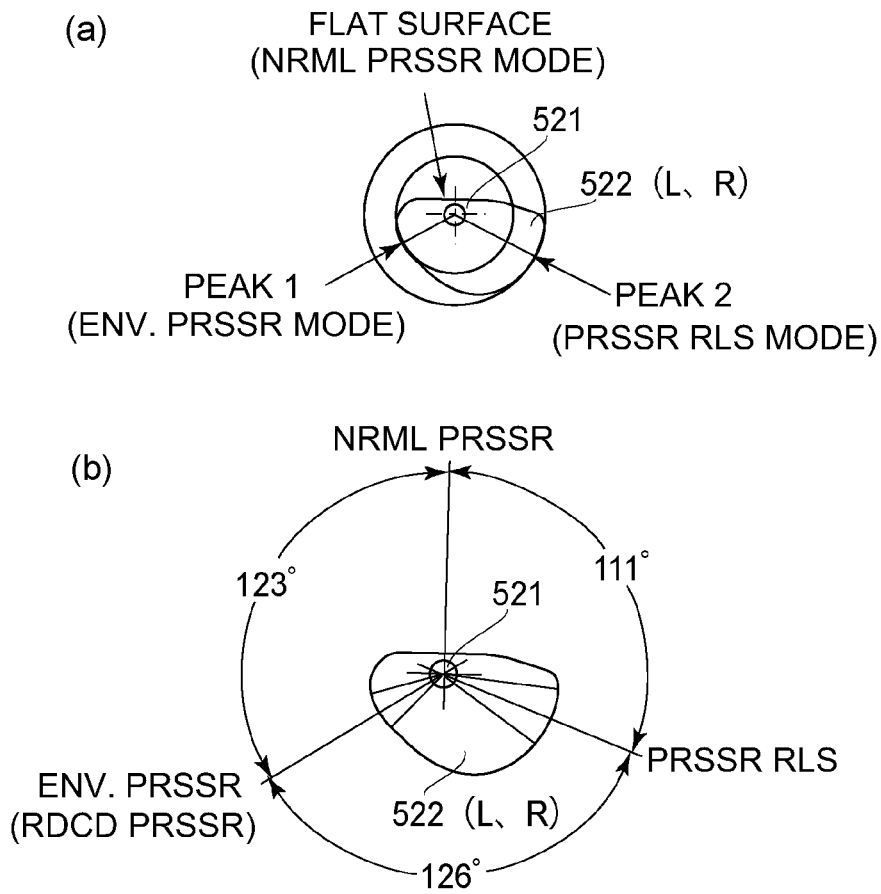 (a)
FLAT SURFACE
(NRML PRSSR MODE)
521
522 (L、R)
PEAK 1
(ENV. PRSSR MODE)
PEAK 2
(PRSSR RLS MODE)
(b)
NRML PRSSR
123°
111°
521
ENV. PRSSR
(RDCD PRSSR)
PRSSR RLS
522 (L、R)
126°